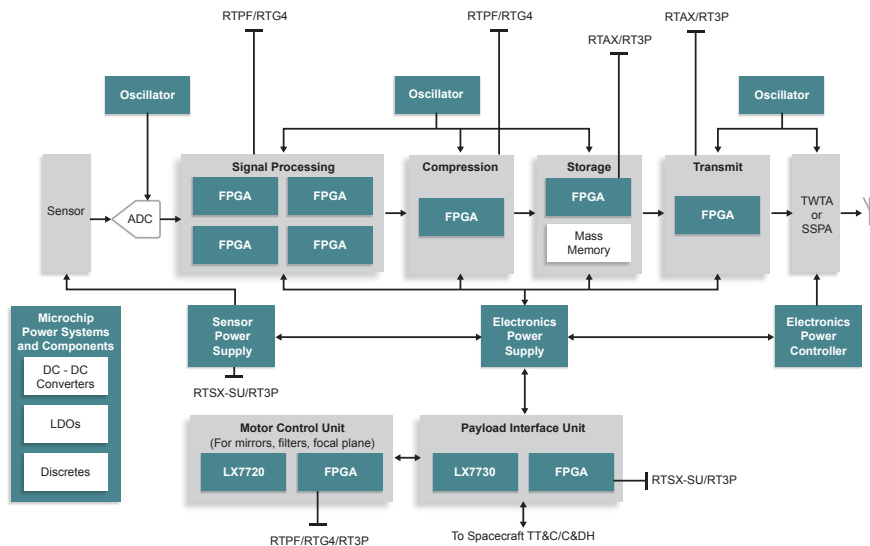 RTPF/RTG4
RTPF/RTG4
RTAX/RT3P
RTAX/RT3P
Oscillator
Oscillator
Oscillator
Signal Processing
Compression
Storage
Transmit
Sensor
ADC
FPGA
FPGA
FPGA
FPGA
FPGA
FPGA
Mass
Memory
FPGA
TWTA
or
SSPA
Microchip
Power Systems
and Components
DC - DC
Converters
LDOs
Discretes
Sensor
Power
Supply
Electronics
Power
Supply
Electronics
Power
Controller
RTSX-SU/RT3P
Motor Control Unit
(For mirrors, filters, focal plane)
LX7720
FPGA
Payload Interface Unit
LX7730
FPGA
RTSX-SU/RT3P
RTPF/RTG4/RT3P
To Spacecraft TT&C/C&DH